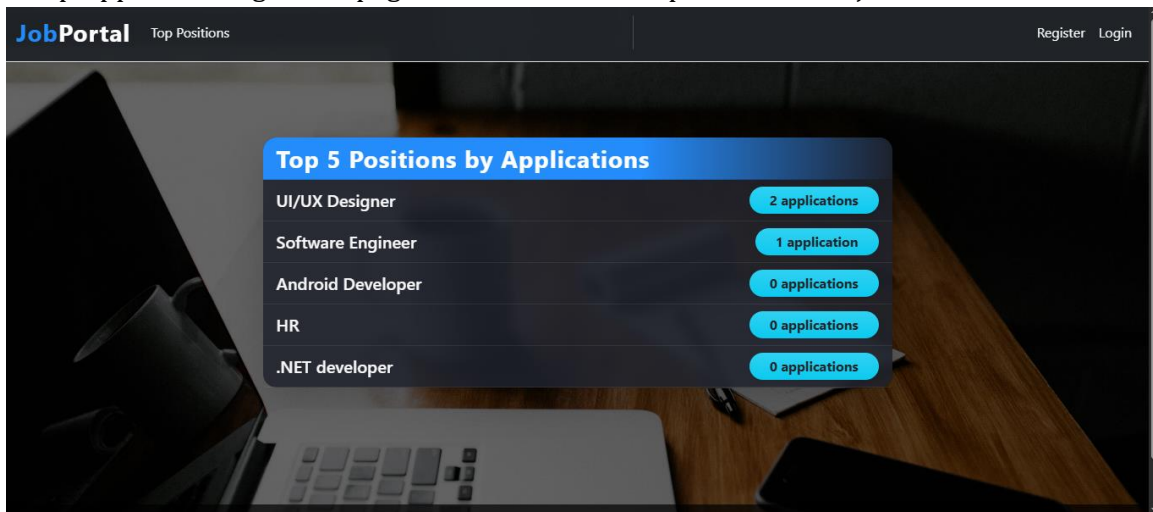 JobPortal Top Positions Register Login
Top 5 Positions by Applications
UI/UX Designer 2 applications
Software Engineer 1 application
Android Developer 0 applications
HR 0 applications
.NET developer 0 applications